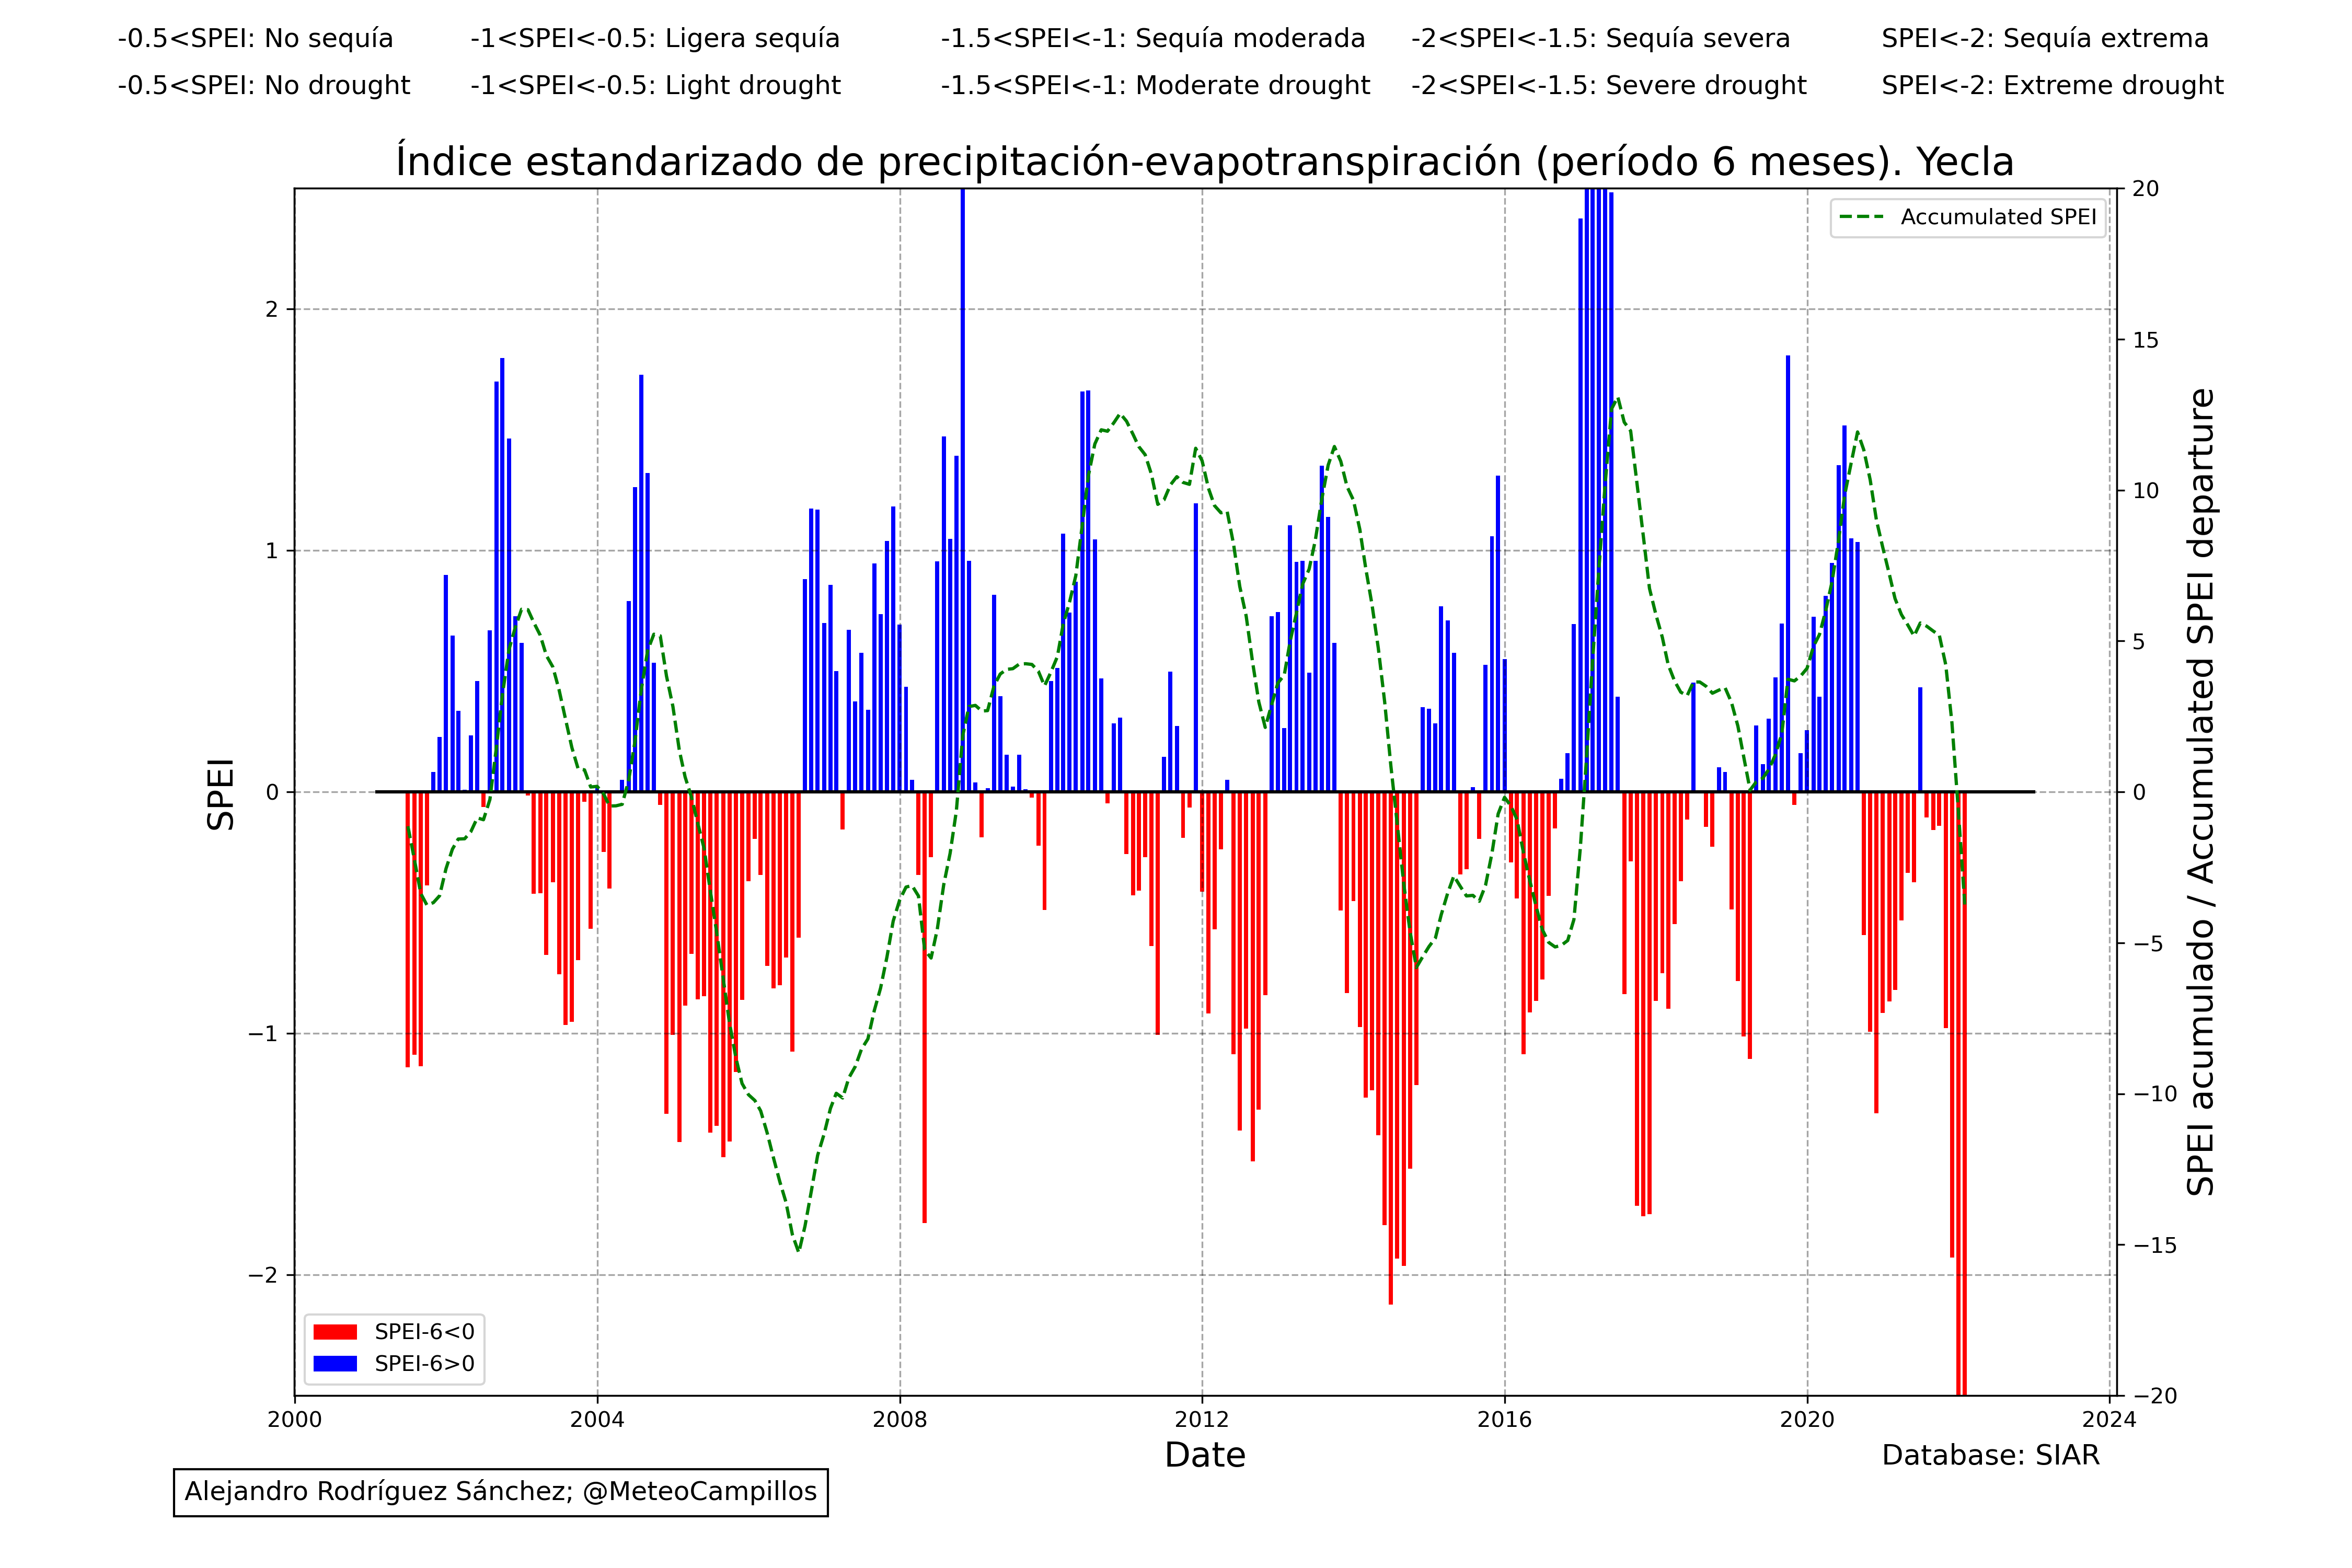 -0.5<SPEI: No sequía -1<SPEI<-0.5: Ligera sequía -1.5<SPEI<-1: Sequía moderada -2<SPEI<-1.5: Sequía severa SPEI<-2: Sequía extrema
-0.5<SPEI: No drought -1<SPEI<-0.5: Light drought -1.5<SPEI<-1: Moderate drought -2<SPEI<-1.5: Severe drought SPEI<-2: Extreme drought
Índice estandarizado de precipitación-evapotranspiración (período 6 meses). Yecla
Accumulated SPEI
SPEI
2
1
0
−1
−2
20
15
10
5
0
−5
−10
−15
−20
SPEI acumulado / Accumulated SPEI departure
SPEI-6<0
SPEI-6>0
2000 2004 2008 2012 2016 2020 2024
Date
Database: SIAR
Alejandro Rodríguez Sánchez; @MeteoCampillos